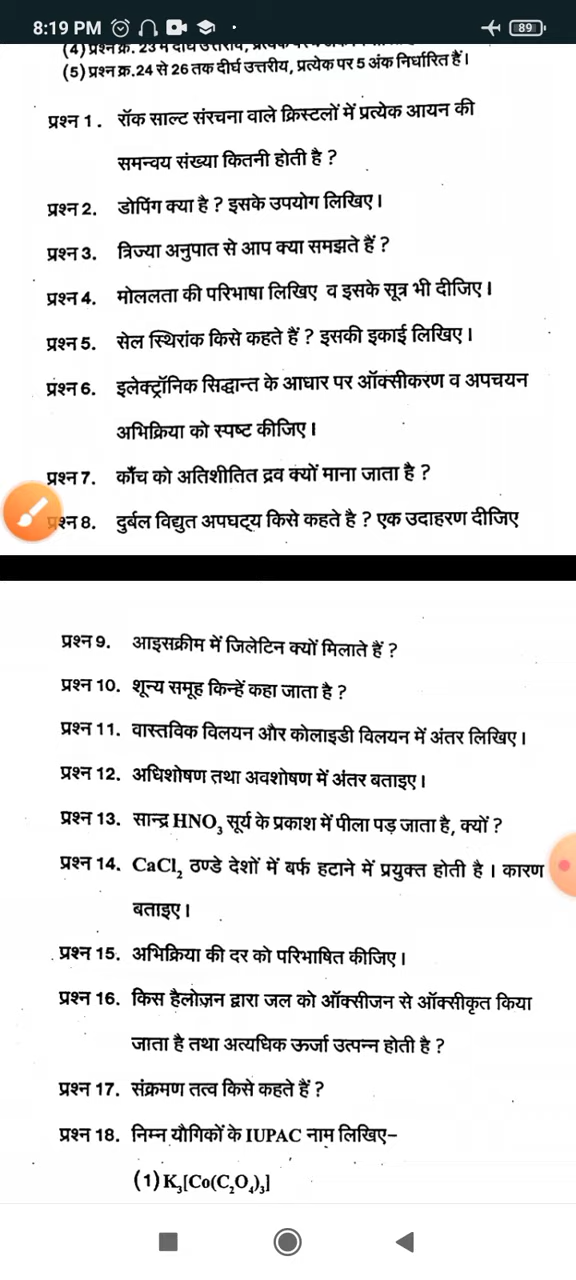 8:19 PM
89
(4) प्रश्न क्र. 23 में दीर्घ उत्तरीय,
(5) प्रश्न क्र.24 से 26 तक दीर्घ उत्तरीय, प्रत्येक पर 5 अंक निर्धारित हैं।
प्रश्न 1. रॉक साल्ट संरचना वाले क्रिस्टलों में प्रत्येक आयन की
समन्वय संख्या कितनी होती है ?
प्रश्न 2. डोपिंग क्या है ? इसके उपयोग लिखिए।
प्रश्न 3. त्रिज्या अनुपात से आप क्या समझते हैं ?
प्रश्न 4. मोललता की परिभाषा लिखिए व इसके सूत्र भी दीजिए।
प्रश्न 5. सेल स्थिरांक किसे कहते हैं ? इसकी इकाई लिखिए।
प्रश्न 6. इलेक्ट्रॉनिक सिद्धान्त के आधार पर ऑक्सीकरण व अपचयन
अभिक्रिया को स्पष्ट कीजिए।
प्रश्न 7. काँच को अतिशीतित द्रव क्यों माना जाता है ?
प्रश्न 8. दुर्बल विद्युत अपघट्य किसे कहते है ? एक उदाहरण दीजिए
प्रश्न 9. आइसक्रीम में जिलेटिन क्यों मिलाते हैं ?
प्रश्न 10. शून्य समूह किन्हें कहा जाता है ?
प्रश्न 11. वास्तविक विलयन और कोलाइडी विलयन में अंतर लिखिए।
प्रश्न 12. अधिशोषण तथा अवशोषण में अंतर बताइए।
प्रश्न 13. सान्द्र HNO₃ सूर्य के प्रकाश में पीला पड़ जाता है, क्यों ?
प्रश्न 14. CaCl₂ ठण्डे देशों में बर्फ हटाने में प्रयुक्त होती है । कारण
बताइए।
प्रश्न 15. अभिक्रिया की दर को परिभाषित कीजिए।
प्रश्न 16. किस हैलोज़न द्वारा जल को ऑक्सीजन से ऑक्सीकृत किया
जाता है तथा अत्यधिक ऊर्जा उत्पन्न होती है ?
प्रश्न 17. संक्रमण तत्व किसे कहते हैं ?
प्रश्न 18. निम्न यौगिकों के IUPAC नाम लिखिए–
(1) K₃[Co(C₂O₄)₃]